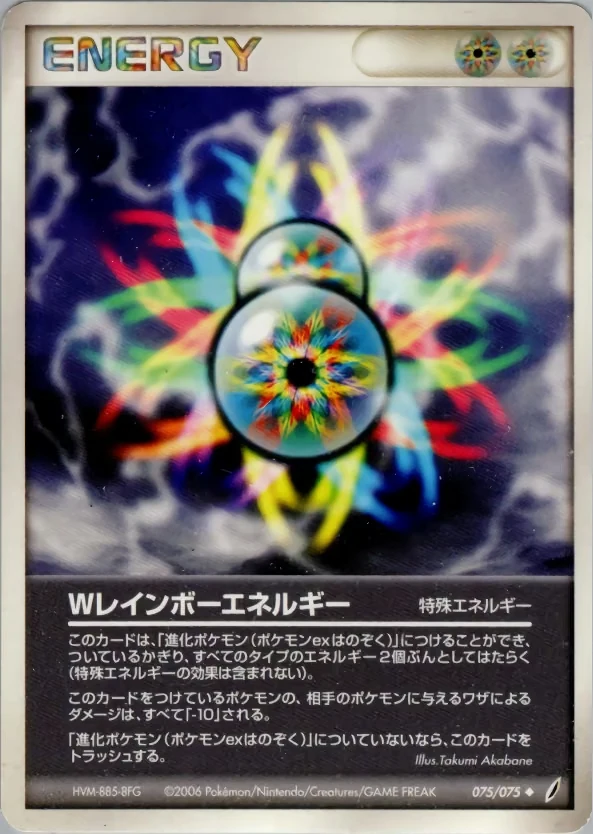 ENERGY
Wレインボーエネルギー 特殊エネルギー
このカードは、「進化ポケモン(ポケモンexはのぞく)」につけることができ、
ついているかぎり、すべてのタイプのエネルギー2個ぶんとしてはたらく
(特殊エネルギーの効果は含まれない)。
このカードをつけているポケモンの、相手のポケモンに与えるワザによる
ダメージは、すべて「-10」される。
「進化ポケモン(ポケモンexはのぞく)」についていないなら、このカードを
トラッシュする。
Illus.Takumi Akabane
HVM-885-8FG ©2006 Pokémon/Nintendo/Creatures/GAME FREAK 075/075 ◆